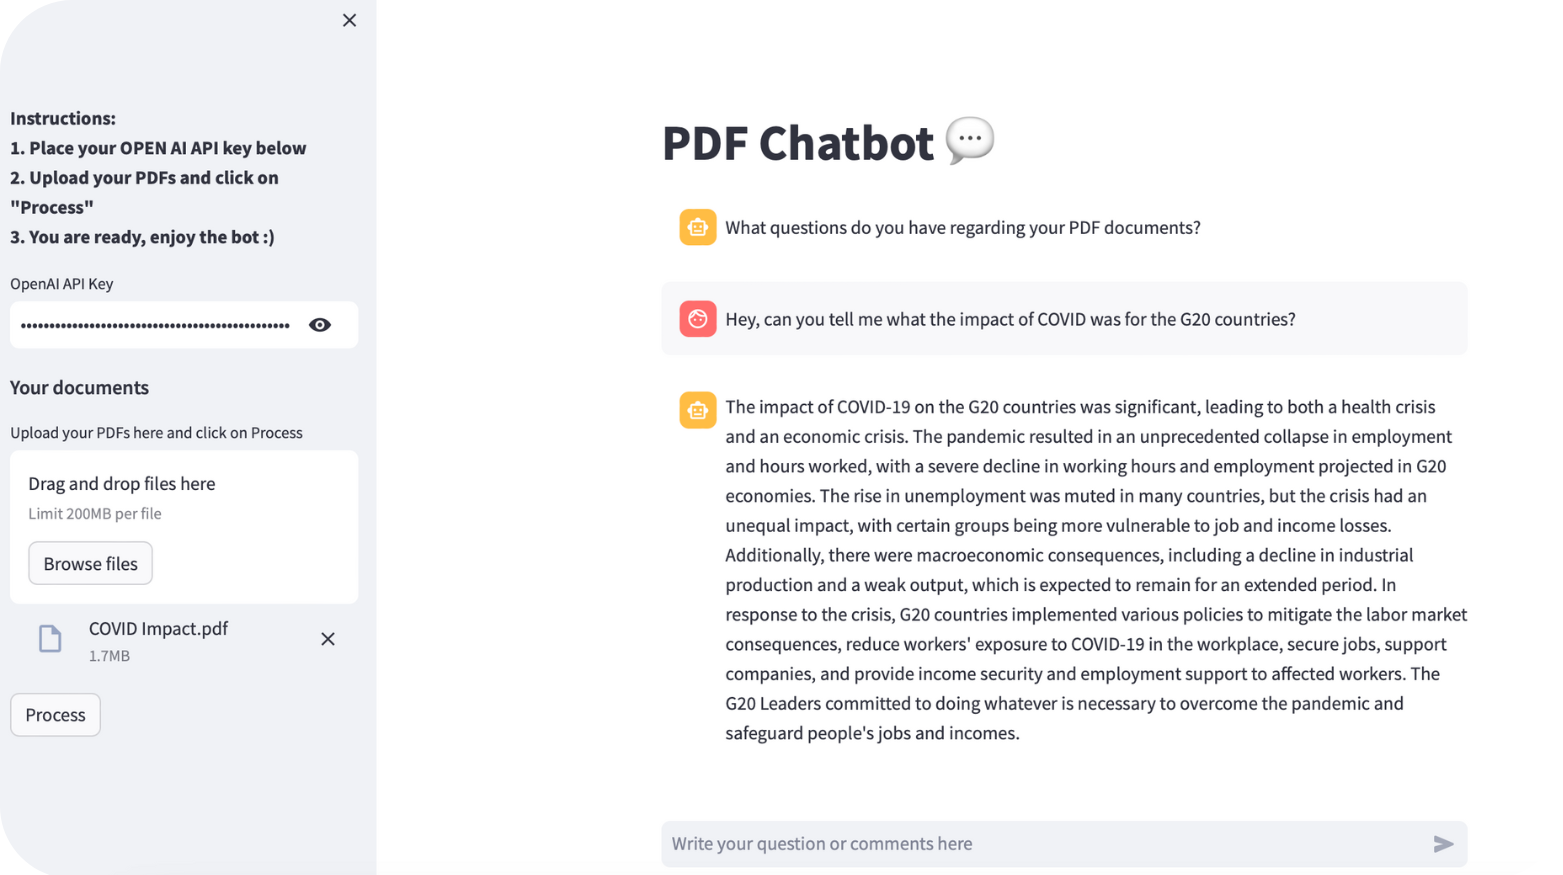 Instructions:
1. Place your OPEN AI API key below
2. Upload your PDFs and click on
"Process"
3. You are ready, enjoy the bot :)
OpenAI API Key
••••••••••••••••••••••••••••••••••••••••••••••••
Your documents
Upload your PDFs here and click on Process
Drag and drop files here
Limit 200MB per file
Browse files
COVID Impact.pdf
1.7MB
Process
PDF Chatbot 💬
What questions do you have regarding your PDF documents?
Hey, can you tell me what the impact of COVID was for the G20 countries?
The impact of COVID-19 on the G20 countries was significant, leading to both a health crisis
and an economic crisis. The pandemic resulted in an unprecedented collapse in employment
and hours worked, with a severe decline in working hours and employment projected in G20
economies. The rise in unemployment was muted in many countries, but the crisis had an
unequal impact, with certain groups being more vulnerable to job and income losses.
Additionally, there were macroeconomic consequences, including a decline in industrial
production and a weak output, which is expected to remain for an extended period. In
response to the crisis, G20 countries implemented various policies to mitigate the labor market
consequences, reduce workers' exposure to COVID-19 in the workplace, secure jobs, support
companies, and provide income security and employment support to affected workers. The
G20 Leaders committed to doing whatever is necessary to overcome the pandemic and
safeguard people's jobs and incomes.
Write your question or comments here